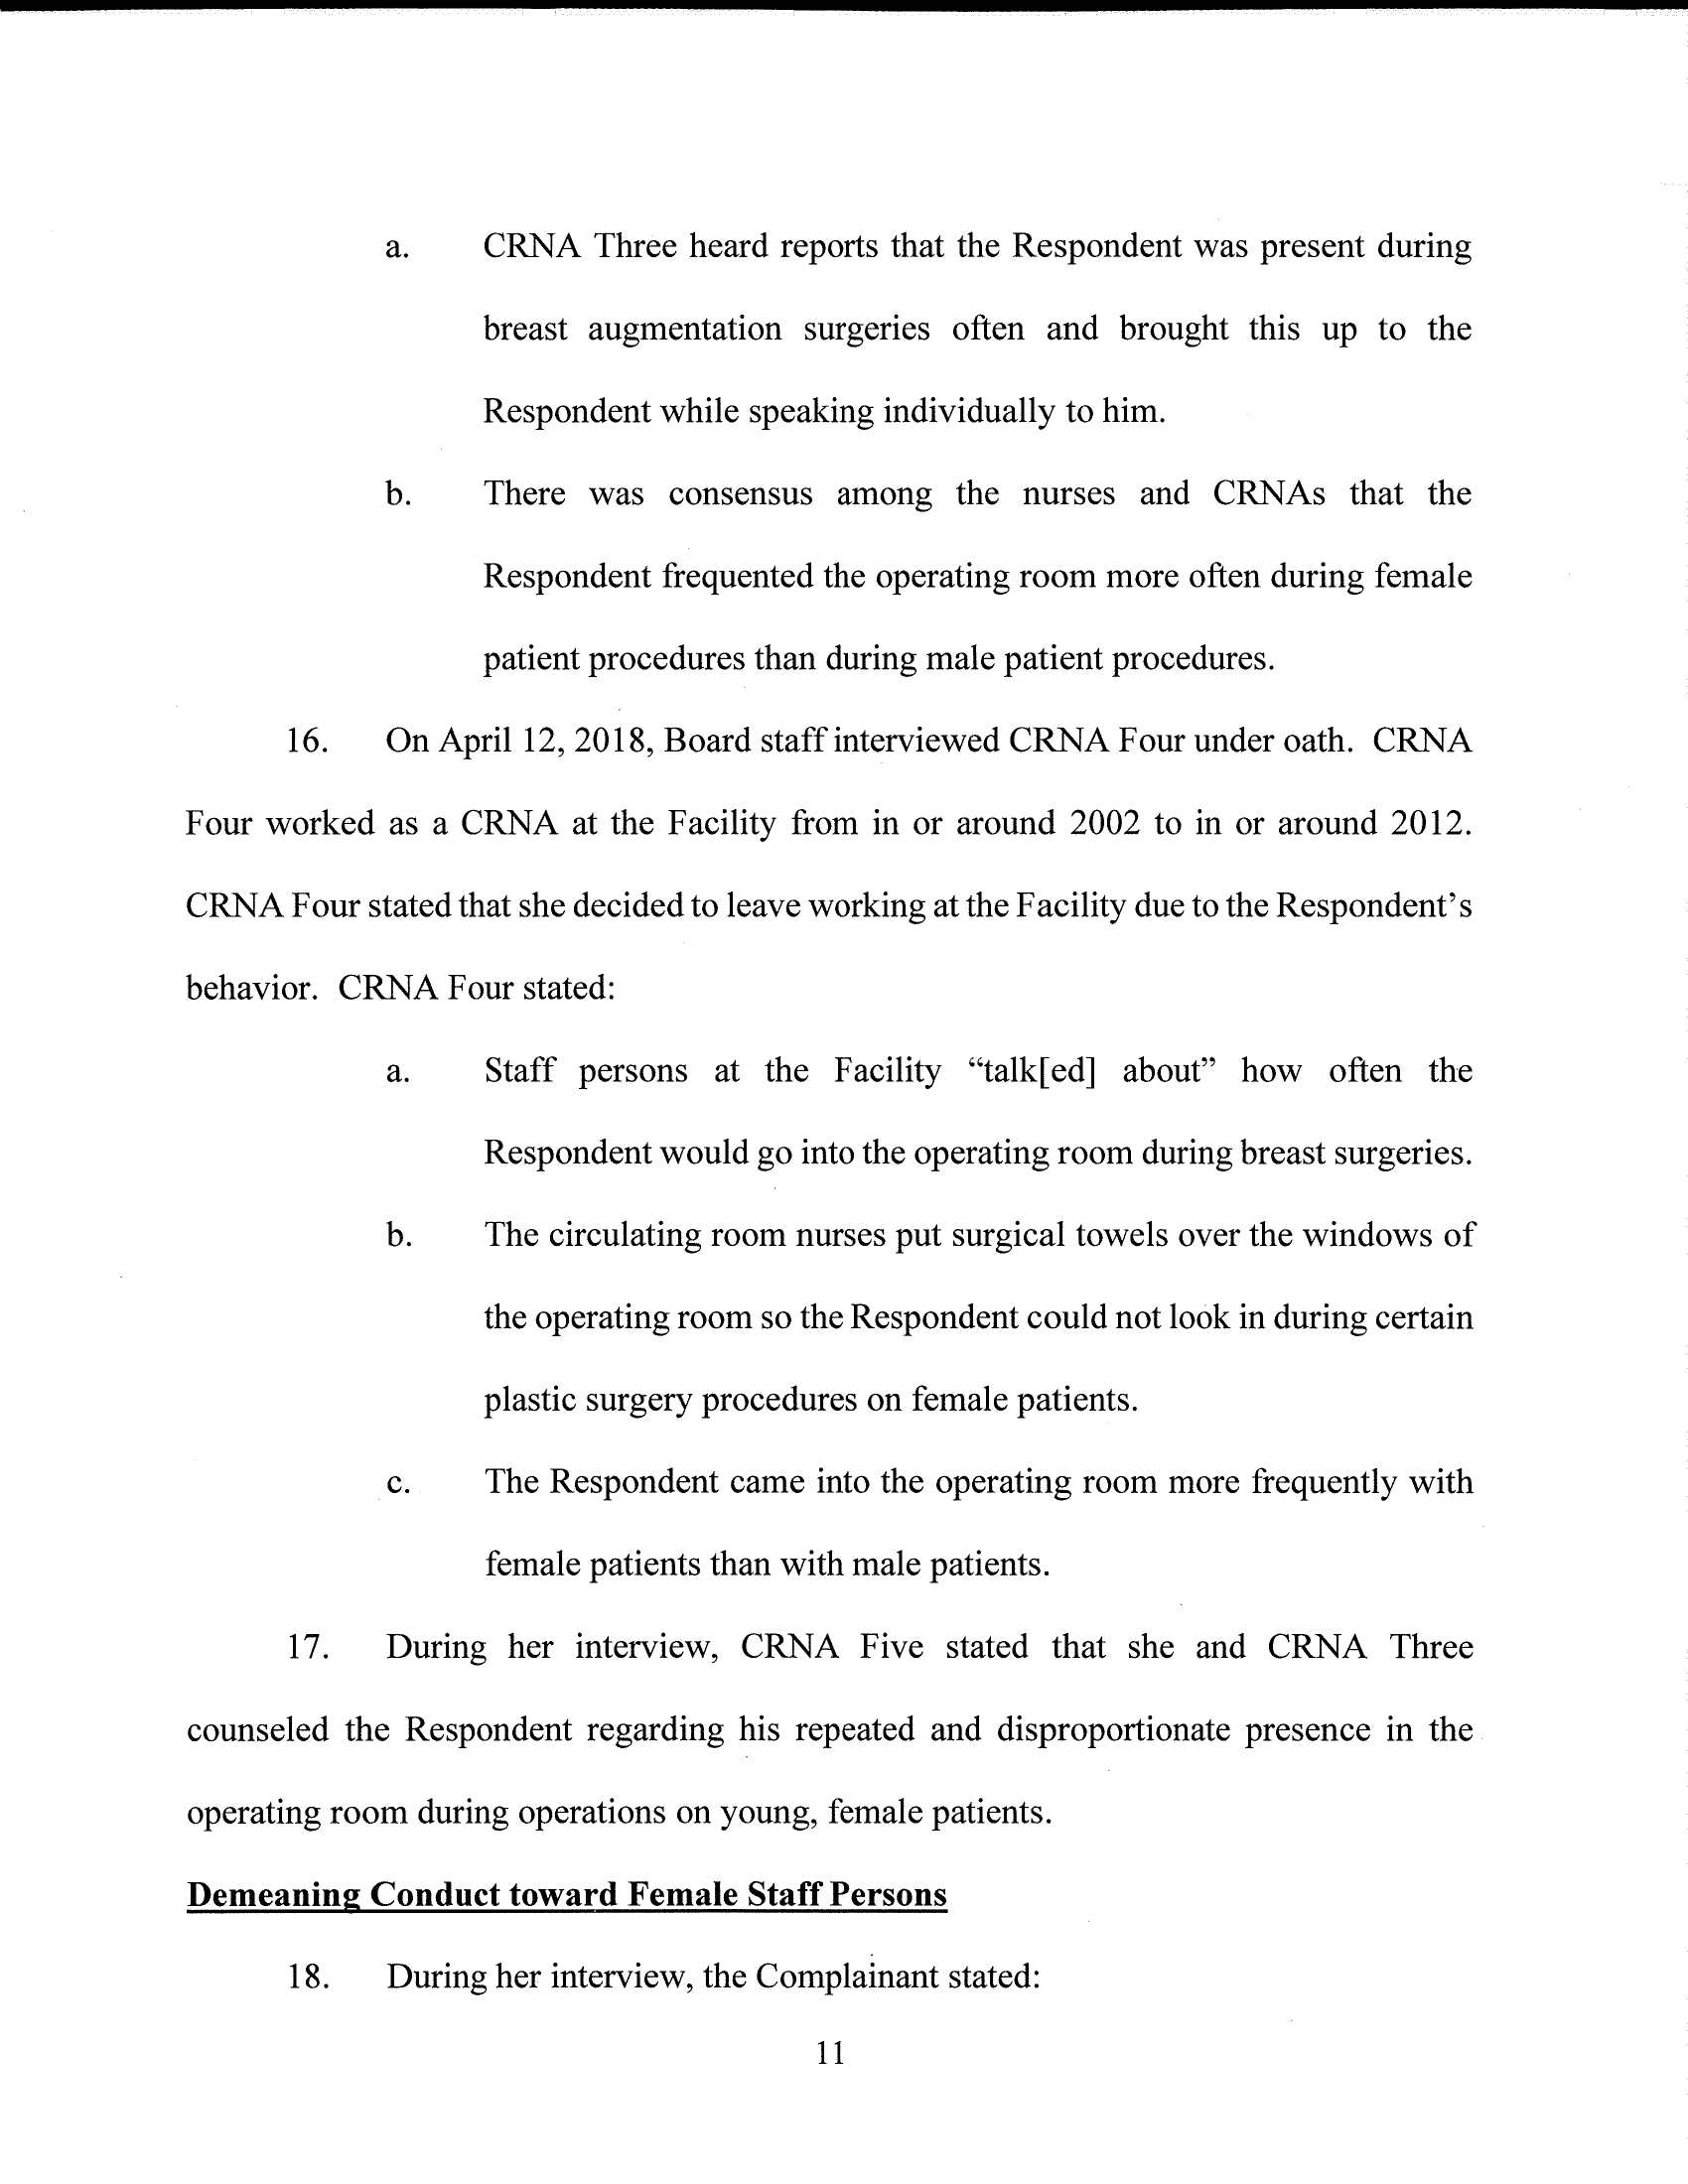 a. CRNA Three heard reports that the Respondent was present during
breast augmentation surgeries often and brought this up to the
Respondent while speaking individually to him.
b. There was consensus among the nurses and CRNAs that the
Respondent frequented the operating room more often during female
patient procedures than during male patient procedures.
16. On April 12, 2018, Board staff interviewed CRNA Four under oath. CRNA
Four worked as a CRNA at the Facility from in or around 2002 to in or around 2012.
CRNA Four stated that she decided to leave working at the Facility due to the Respondent's
behavior. CRNA Four stated:
a. Staff persons at the Facility “talk[ed] about” how often the
Respondent would go into the operating room during breast surgeries.
b. The circulating room nurses put surgical towels over the windows of
the operating room so the Respondent could not look in during certain
plastic surgery procedures on female patients.
c. The Respondent came into the operating room more frequently with
female patients than with male patients.
17. During her interview, CRNA Five stated that she and CRNA Three
counseled the Respondent regarding his repeated and disproportionate presence in the
operating room during operations on young, female patients.
Demeaning Conduct toward Female Staff Persons
18. During her interview, the Complainant stated:
11